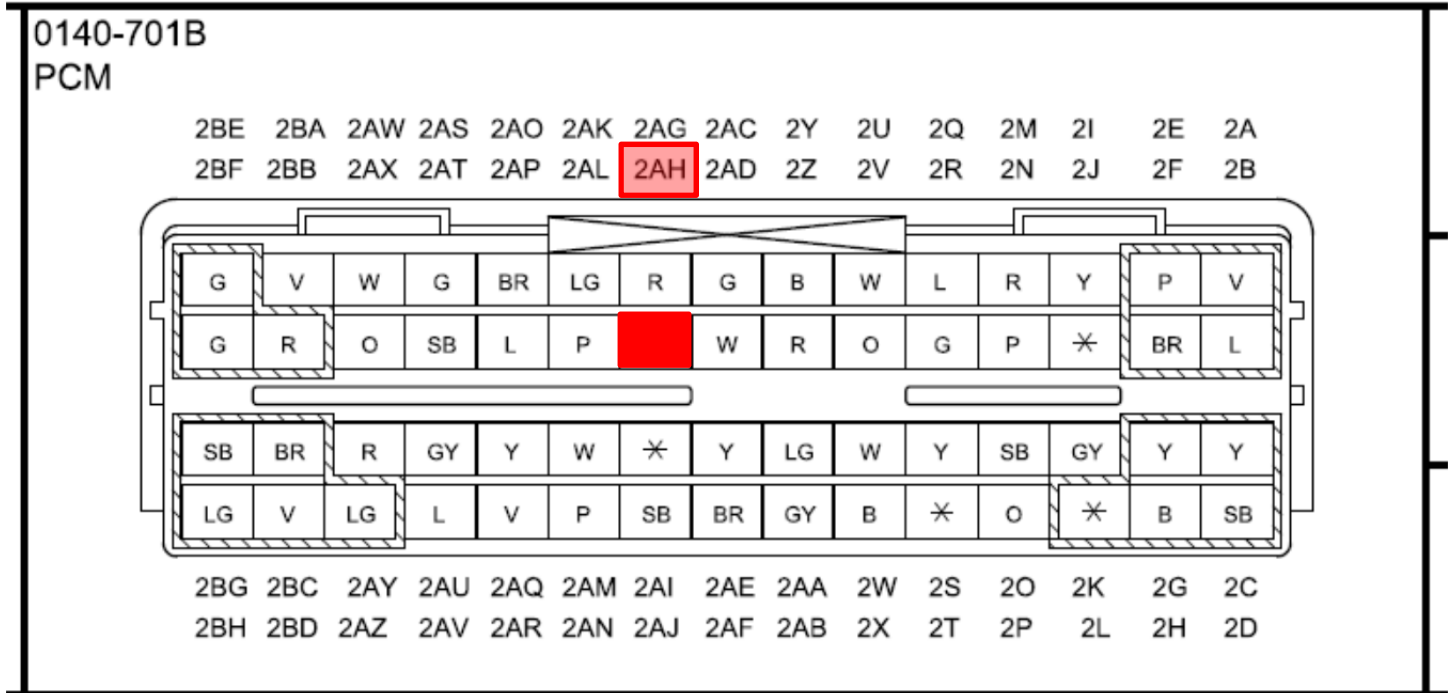 0140-701B
PCM
2BE 2BA 2AW 2AS 2AO 2AK 2AG 2AC 2Y 2U 2Q 2M 2I 2E 2A
2BF 2BB 2AX 2AT 2AP 2AL 2AH 2AD 2Z 2V 2R 2N 2J 2F 2B
G V W G BR LG R G B W L R Y P V
G R O SB L P W R O G P * BR L
SB BR R GY Y W * Y LG W Y SB GY Y Y
LG V LG L V P SB BR GY B * O * B SB
2BG 2BC 2AY 2AU 2AQ 2AM 2AI 2AE 2AA 2W 2S 2O 2K 2G 2C
2BH 2BD 2AZ 2AV 2AR 2AN 2AJ 2AF 2AB 2X 2T 2P 2L 2H 2D